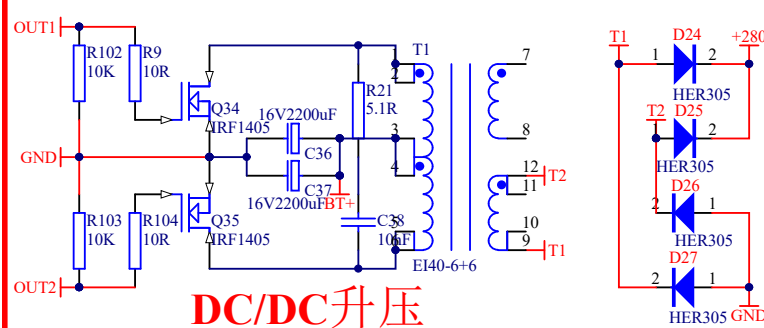 OUT1
R102
10K
R9
10R
Q34
IRF1405
GND
R103
10K
R104
10R
Q35
IRF1405
OUT2
16V2200uF
C36
C37
16V2200uF
BT+
R21
5.1R
C38
10nF
T1
1
2
3
4
5
6
EI40-6+6
7
8
12
11
10
9
T2
T1
T1
D24
+280
1
2
HER305
T2
D25
1
2
HER305
D26
2
1
HER305
D27
2
1
HER305
GND
DC/DC升压